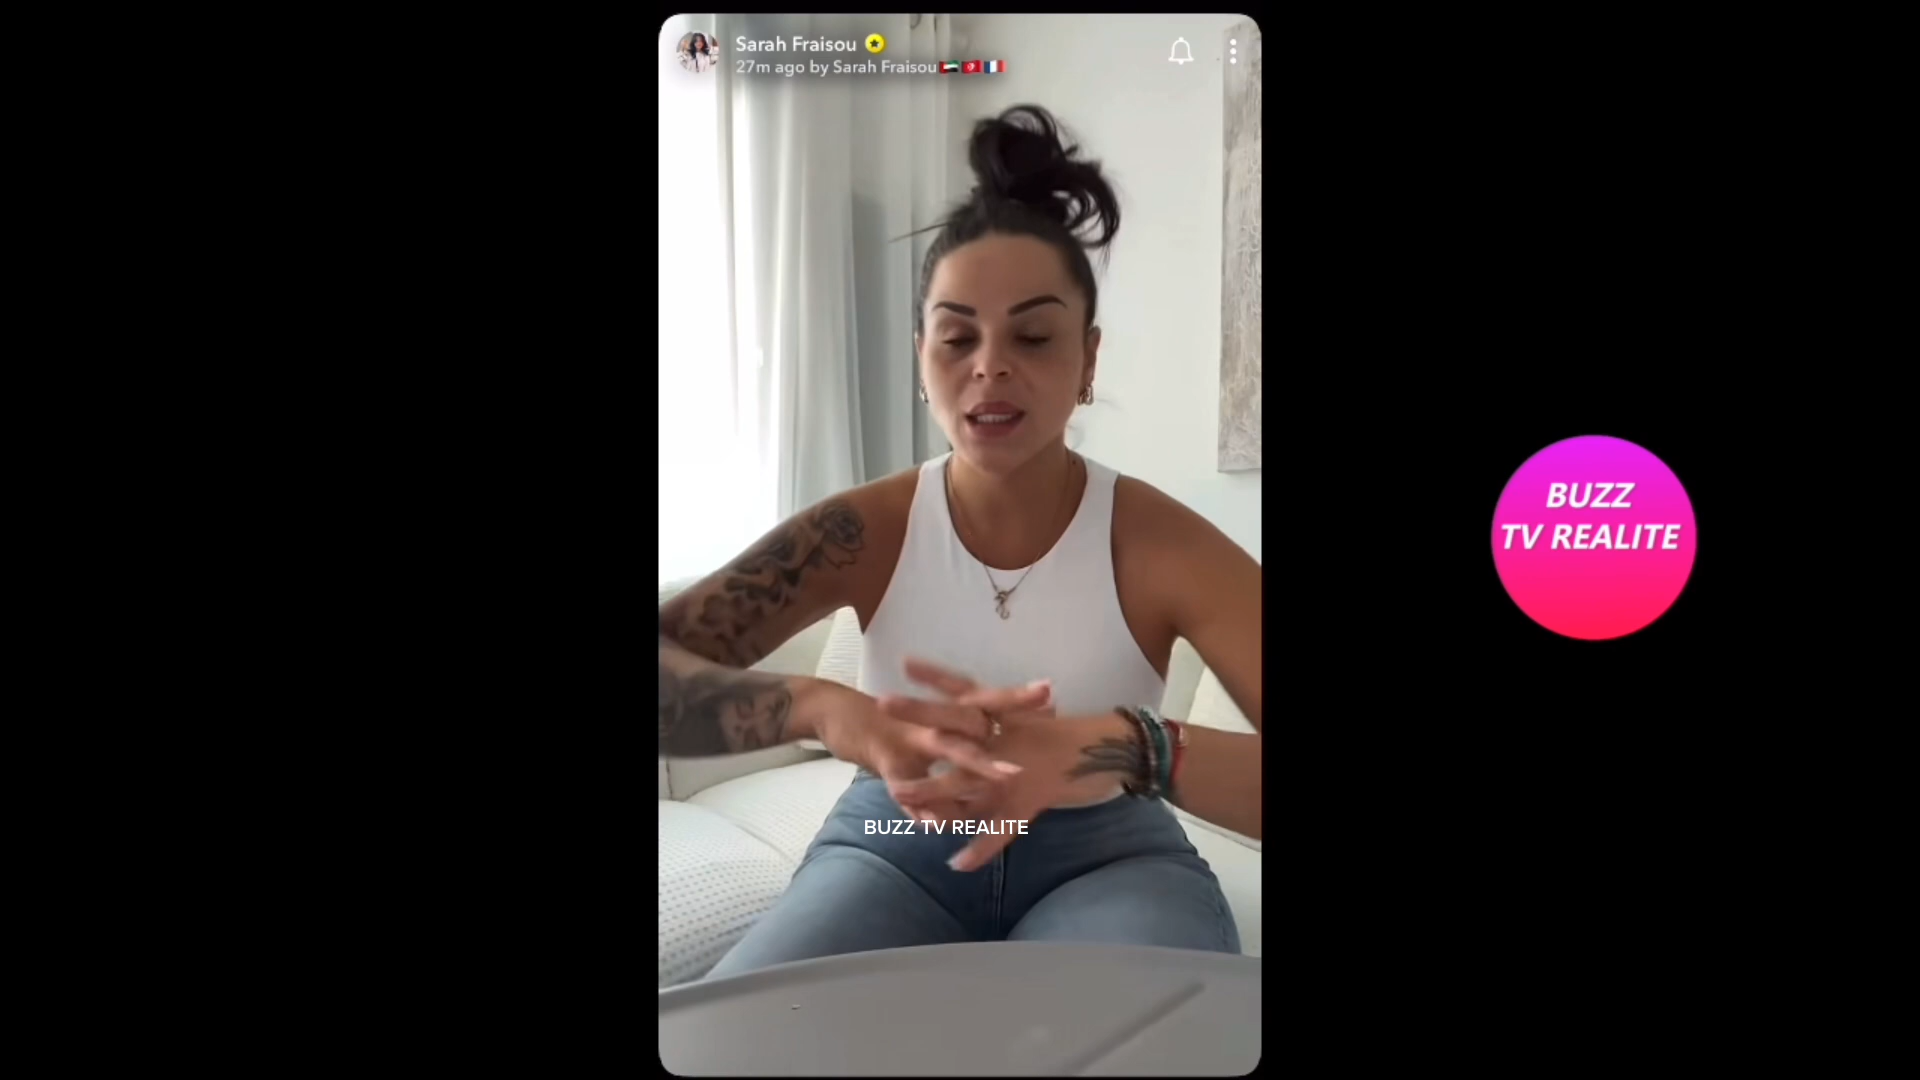 Sarah Fraisou
27m ago by Sarah Fraisou🇦🇪🇹🇳🇫🇷
BUZZ
TV REALITE
BUZZ TV REALITE